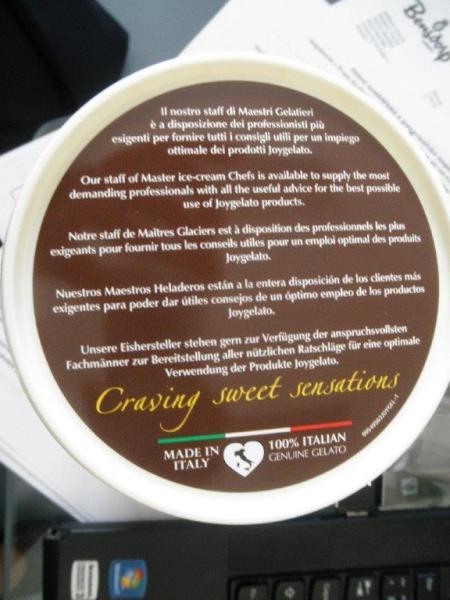 Il nostro staff di Maestri Gelatieri
è a disposizione dei professionisti più
esigenti per fornire tutti i consigli utili per un impiego
ottimale dei prodotti Joygelato.
Our staff of Master ice-cream Chefs is available to supply the most
demanding professionals with all the useful advice for the best possible
use of Joygelato products.
Notre staff de Maîtres Glaciers est à disposition des professionnels les plus
exigeants pour fournir tous les conseils utiles pour un emploi optimal des produits
Joygelato.
Nuestros Maestros Heladeros están a la entera disposición de los clientes más
exigentes para poder dar útiles consejos de un óptimo empleo de los productos
Joygelato.
Unsere Eishersteller stehen gern zur Verfügung der anspruchsvollsten
Fachmänner zur Bereitstellung aller nützlichen Ratschläge für eine optimale
Verwendung der Produkte Joygelato.
Craving sweet sensations
MADE IN
ITALY
100% ITALIAN
GENUINE GELATO